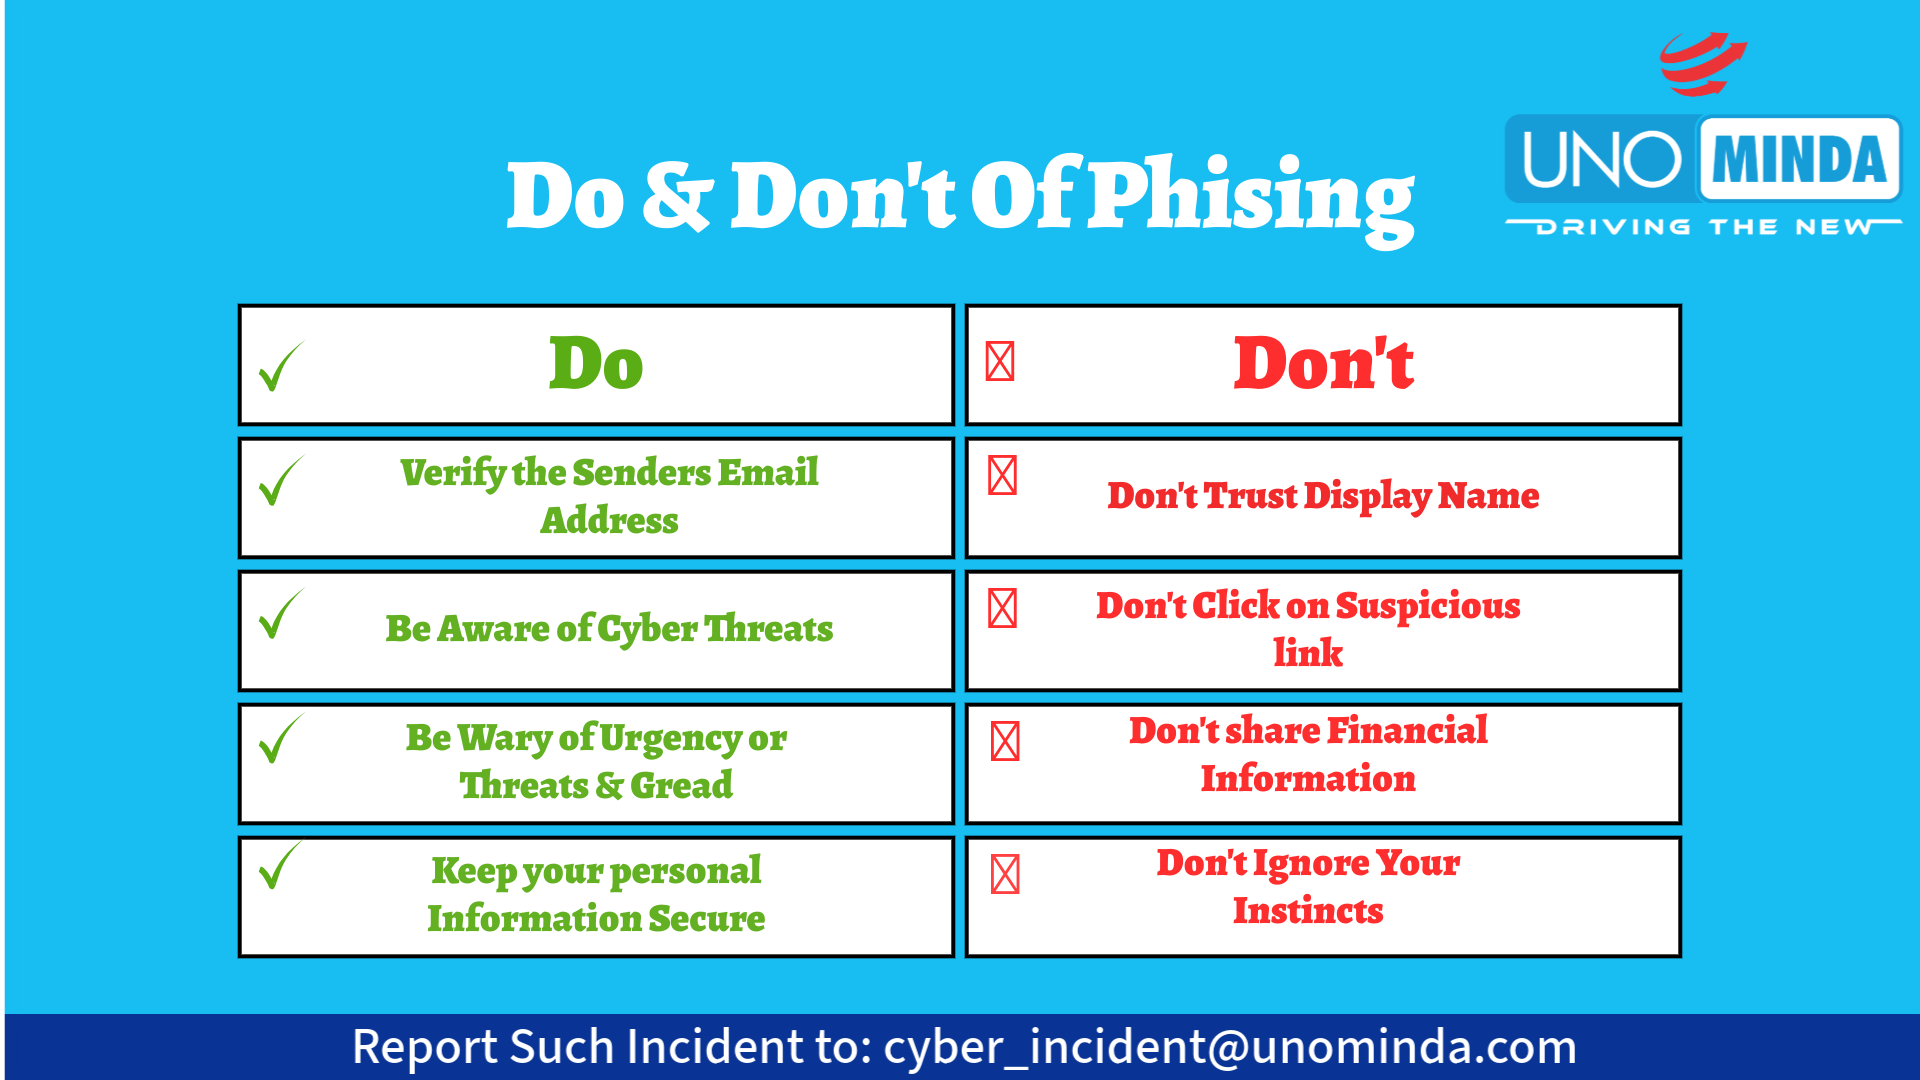 UNO MINDA
DRIVING THE NEW
Do & Don't Of Phising
Do
Don't
Verify the Senders Email
Address
Don't Trust Display Name
Be Aware of Cyber Threats
Don't Click on Suspicious
link
Be Wary of Urgency or
Threats & Gread
Don't share Financial
Information
Keep your personal
Information Secure
Don't Ignore Your
Instincts
Report Such Incident to: cyber_incident@unominda.com